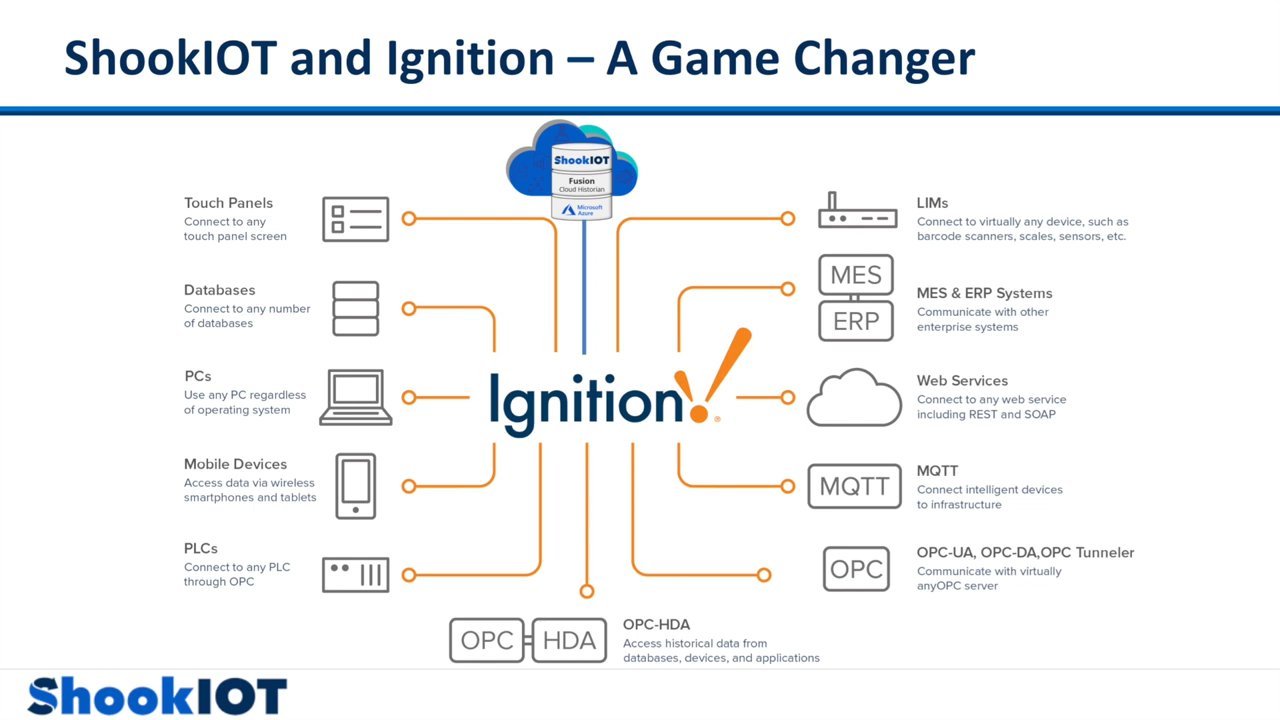 ShookIOT and Ignition – A Game Changer
ShookIOT
Fusion
Cloud Historian
Microsoft
Azure
Touch Panels
Connect to any
touch panel screen
Databases
Connect to any number
of databases
PCs
Use any PC regardless
of operating system
Mobile Devices
Access data via wireless
smartphones and tablets
PLCs
Connect to any PLC
through OPC
Ignition!®
LIMs
Connect to virtually any device, such as
barcode scanners, scales, sensors, etc.
MES
ERP
MES & ERP Systems
Communicate with other
enterprise systems
Web Services
Connect to any web service
including REST and SOAP
MQTT
MQTT
Connect intelligent devices
to infrastructure
OPC
OPC-UA, OPC-DA,OPC Tunneler
Communicate with virtually
anyOPC server
OPC HDA
OPC-HDA
Access historical data from
databases, devices, and applications
ShookIOT